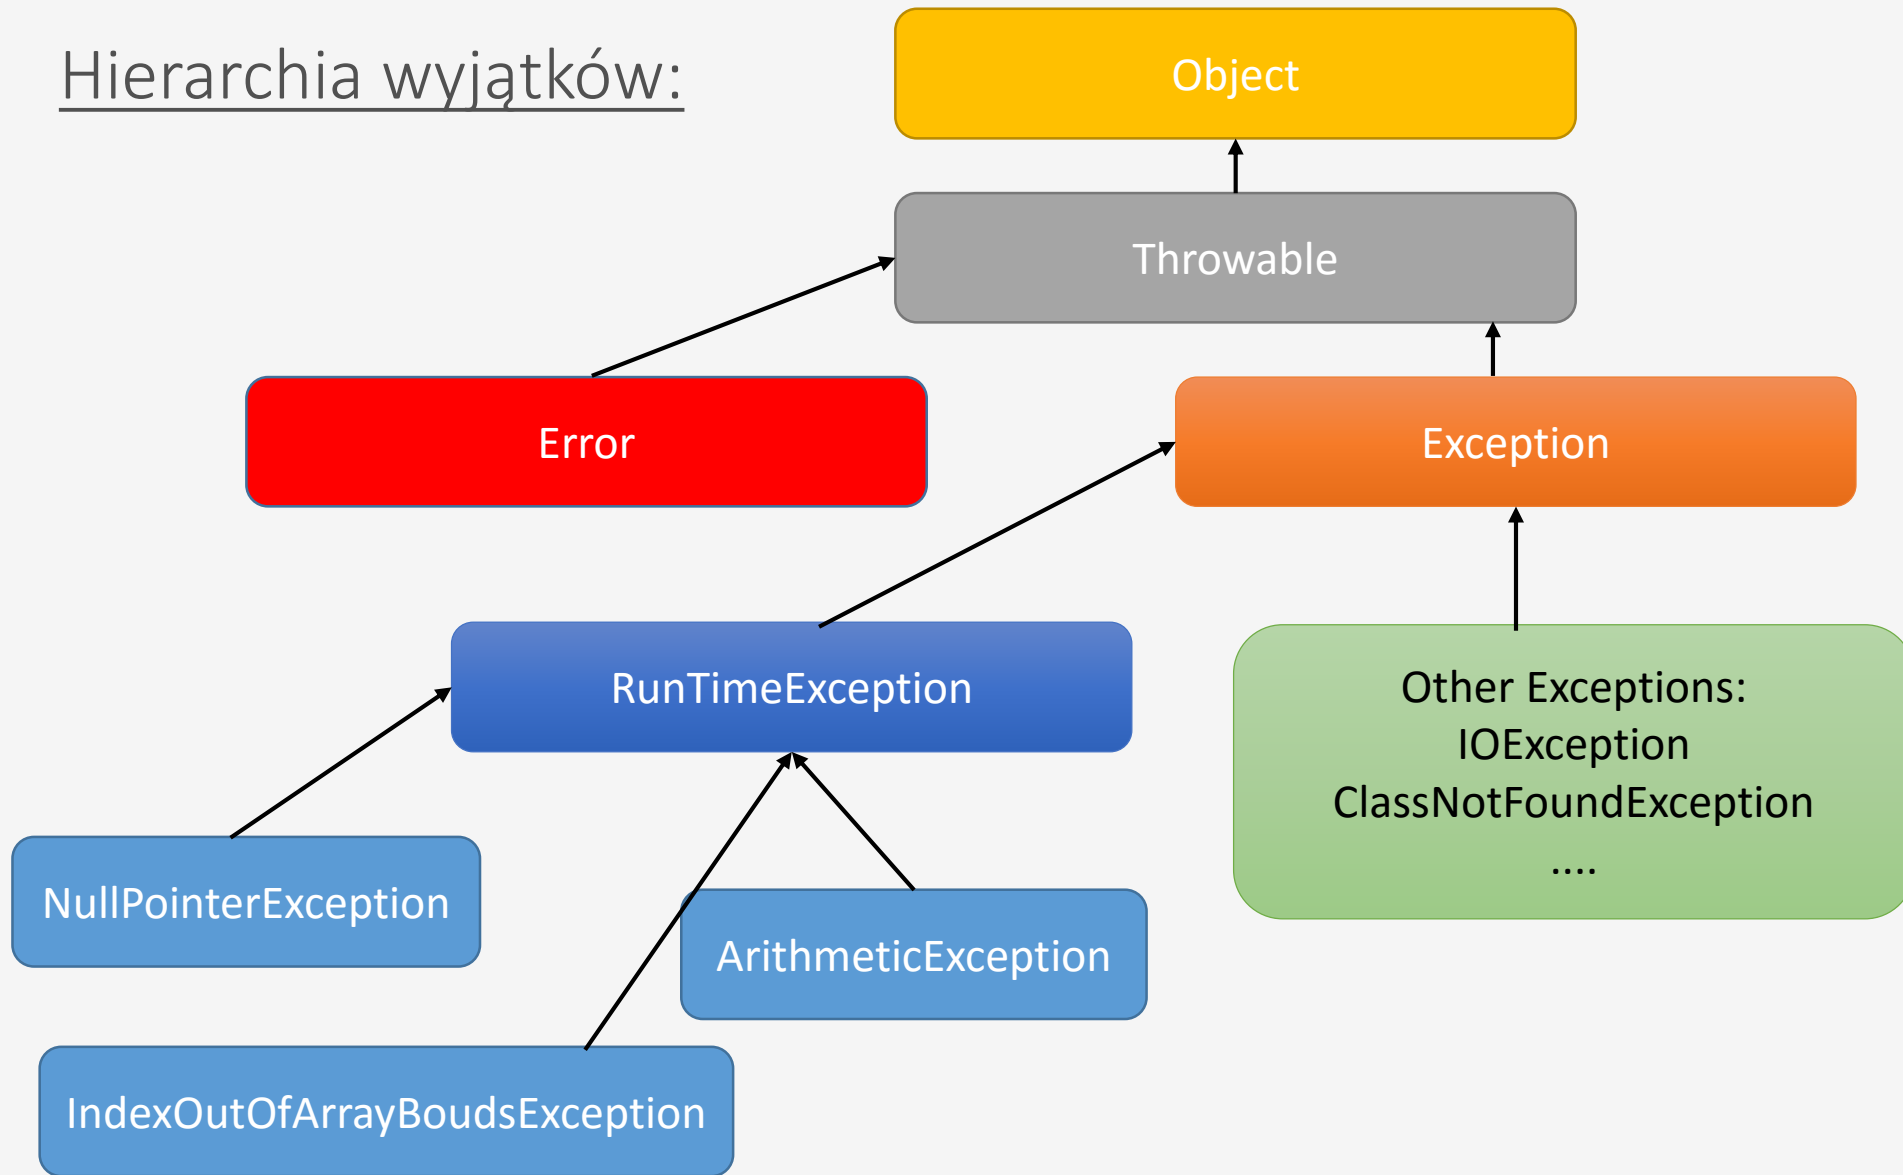 Hierarchia wyjątków:
Object
Throwable
Error
Exception
RunTimeException
Other Exceptions:
IOException
ClassNotFoundException
....
NullPointerException
ArithmeticException
IndexOutOfArrayBoudsException